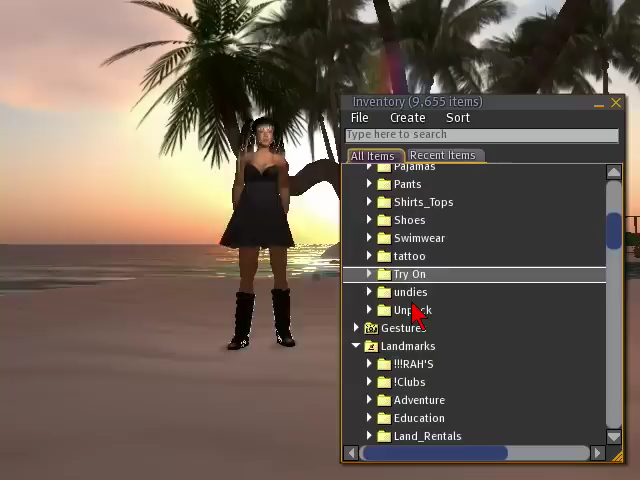 Inventory (9,655 items)
File Create Sort
Type here to search
All Items Recent Items
Pajamas
Pants
Shirts_Tops
Shoes
Swimwear
tattoo
Try On
undies
Unpack
Gestures
Landmarks
!!!RAH'S
!Clubs
Adventure
Education
Land_Rentals